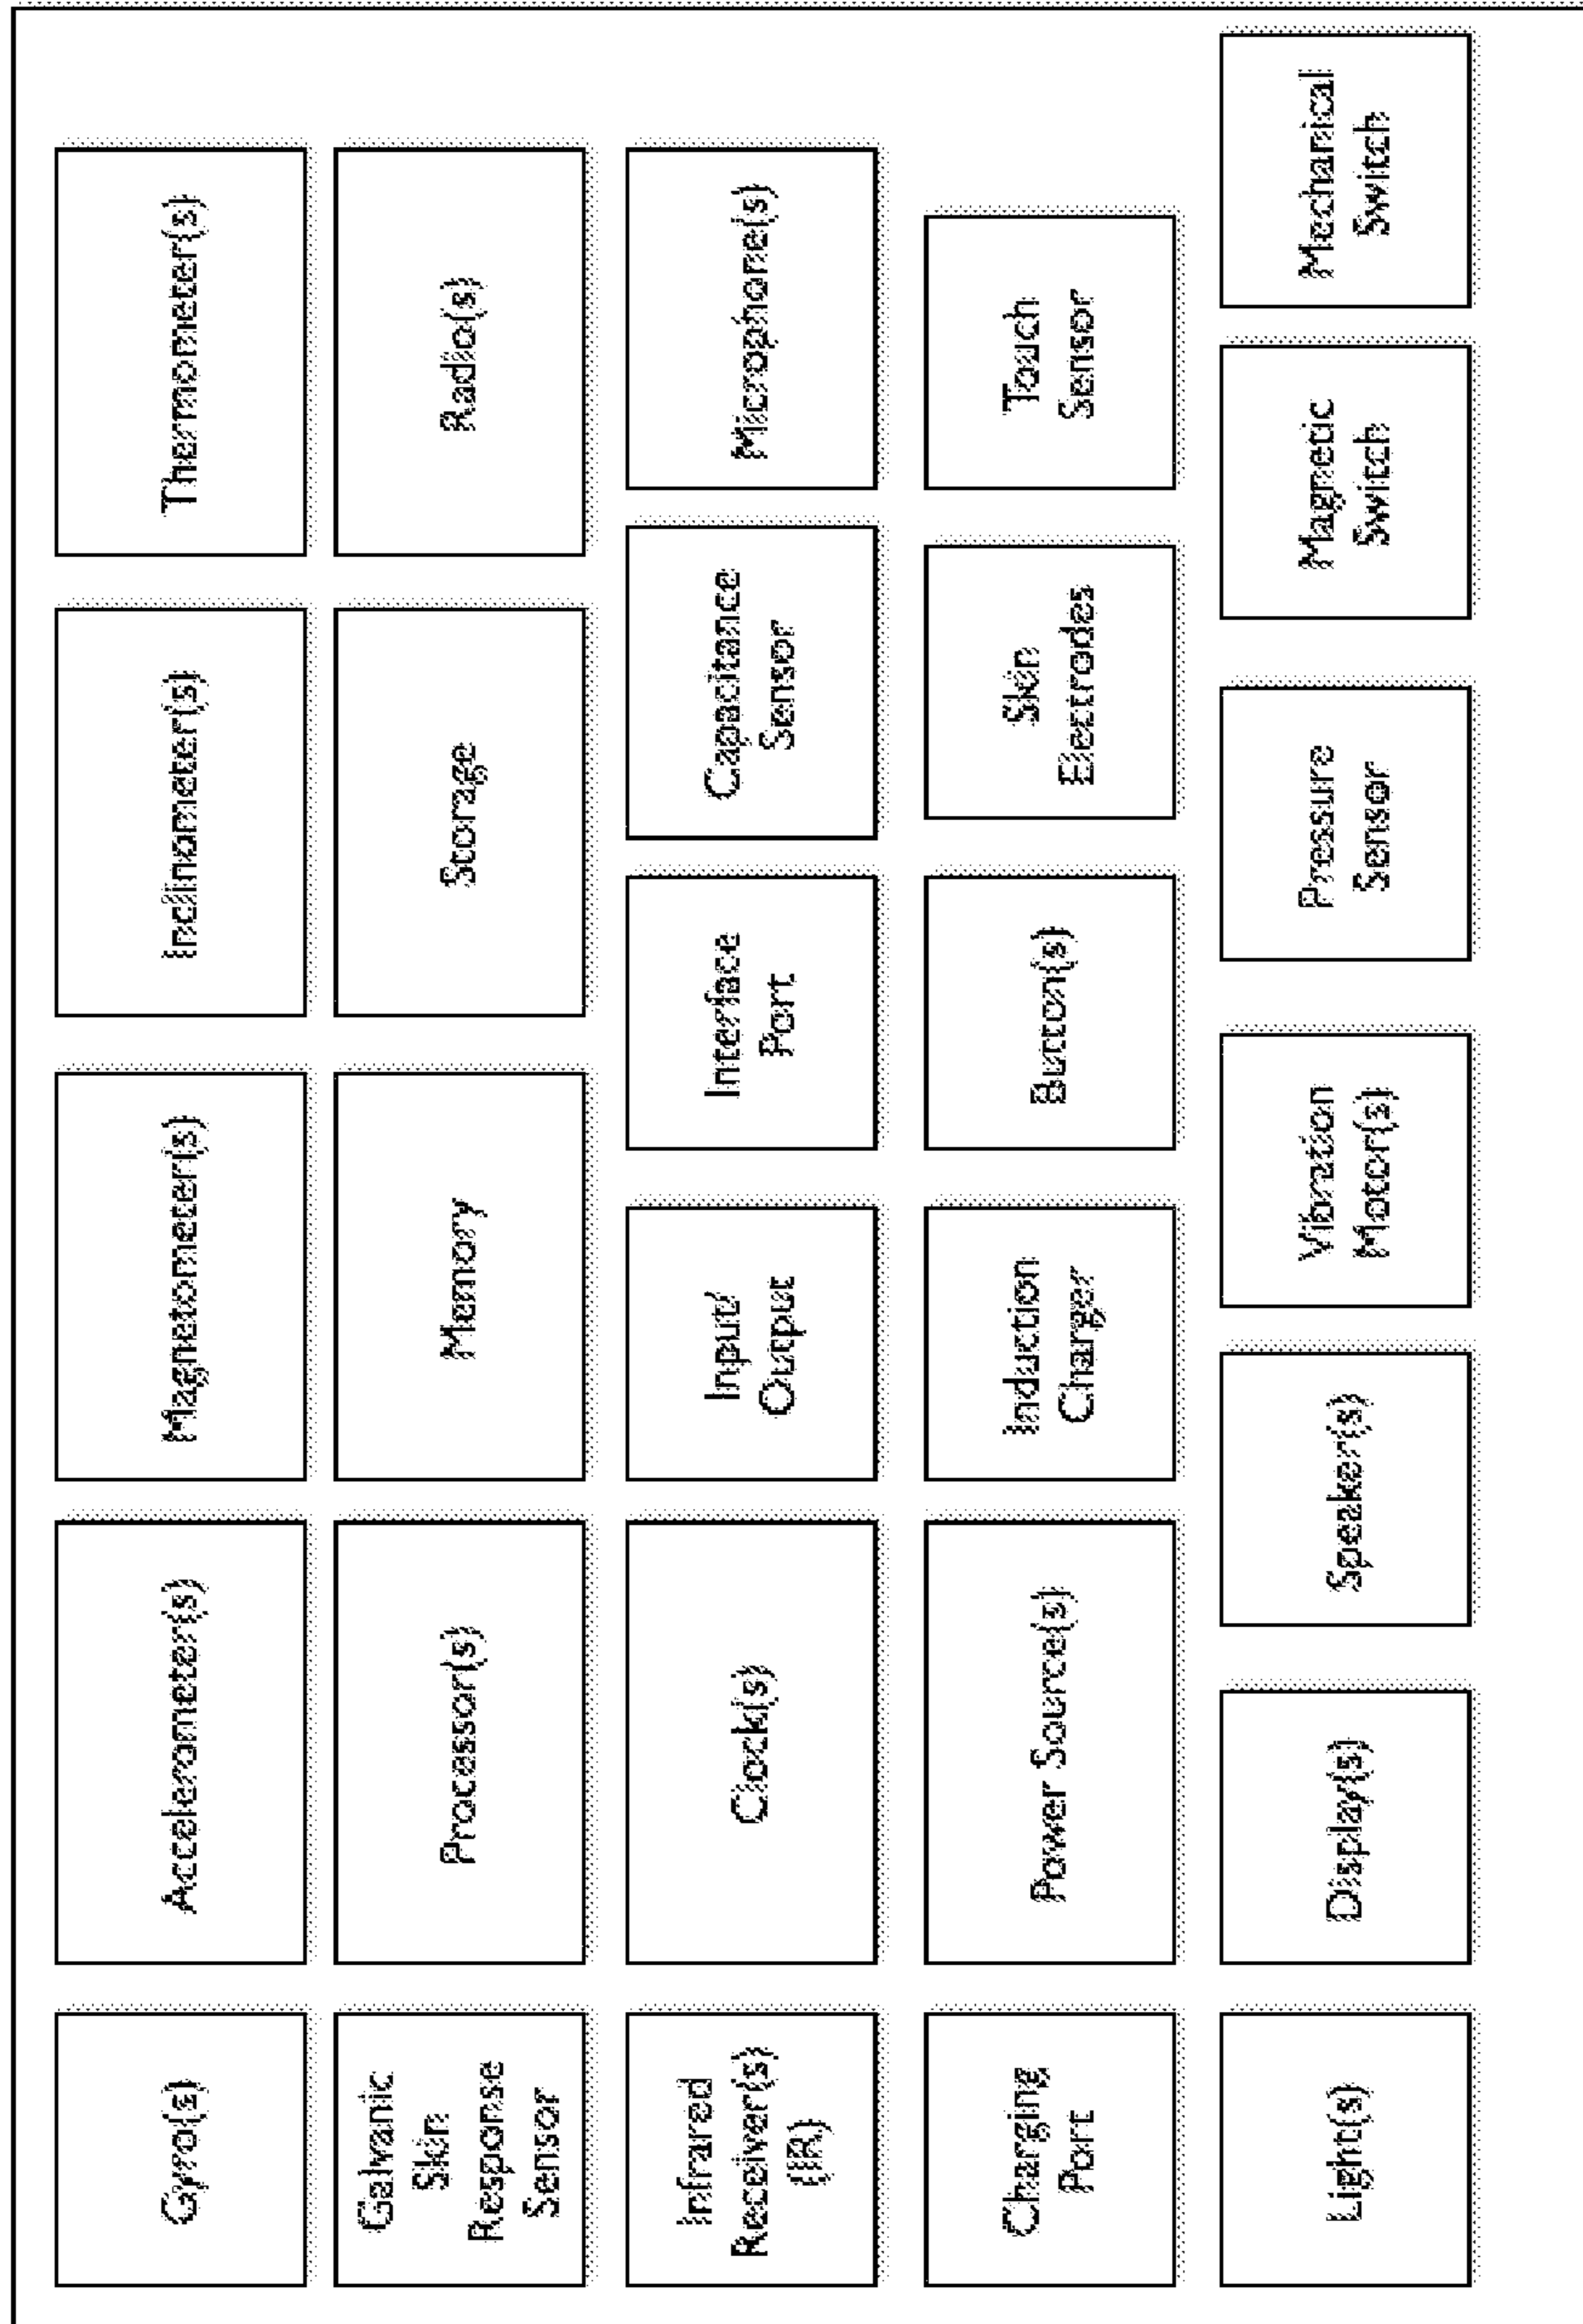 Gyro(s)
Accelerometer(s)
Magnetometer(s)
Inclinometer(s)
Thermometer(s)
Galvanic
Skin
Response
Sensor
Processor(s)
Memory
Storage
Radio(s)
Infrared
Receiver(s)
(IR)
Clock(s)
Input/
Output
Interface
Port
Capacitance
Sensor
Microphone(s)
Charging
Port
Power Source(s)
Induction
Charger
Button(s)
Skin
Electrodes
Touch
Sensor
Light(s)
Display(s)
Speaker(s)
Vibration
Motor(s)
Pressure
Sensor
Magnetic
Switch
Mechanical
Switch